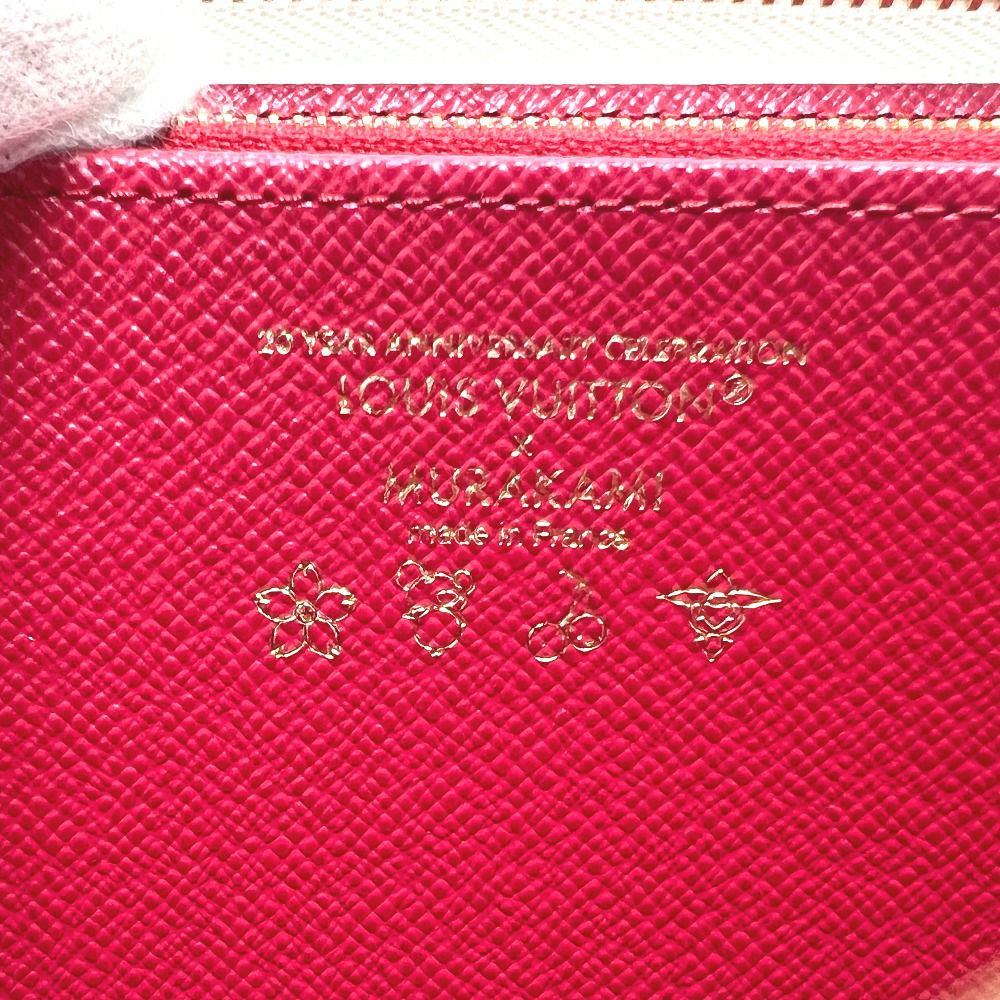 20 YEAR ANNIVERSARY CELEBRATION
LOUIS VUITTON®
x
MURAKAMI
made in France